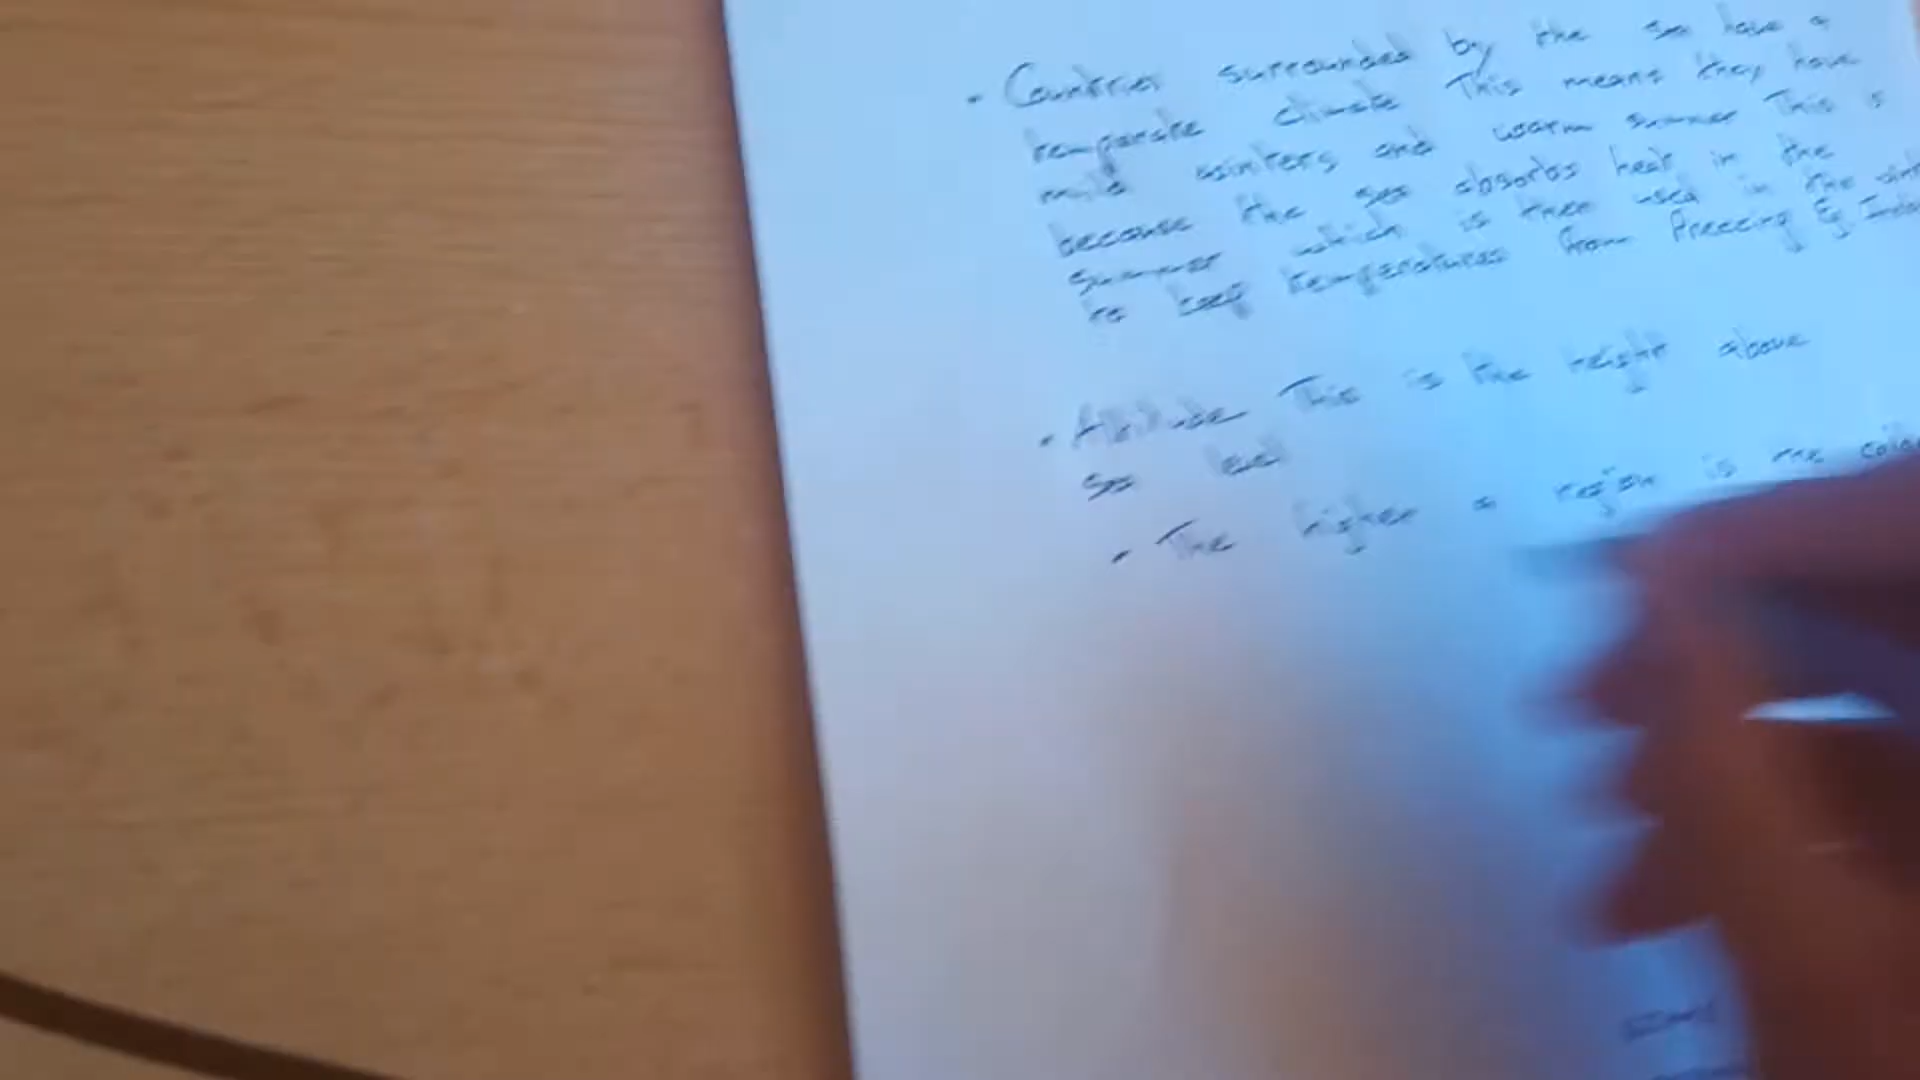 • Countries surrounded by the sea have a
temperate climate This means they have
mild winters and warm summer This is
because the sea absorbs heat in the
summer which is then used in the
to keep temperatures from freezing Eg
• Altitude This is the height above
sea level
• The higher a region is the